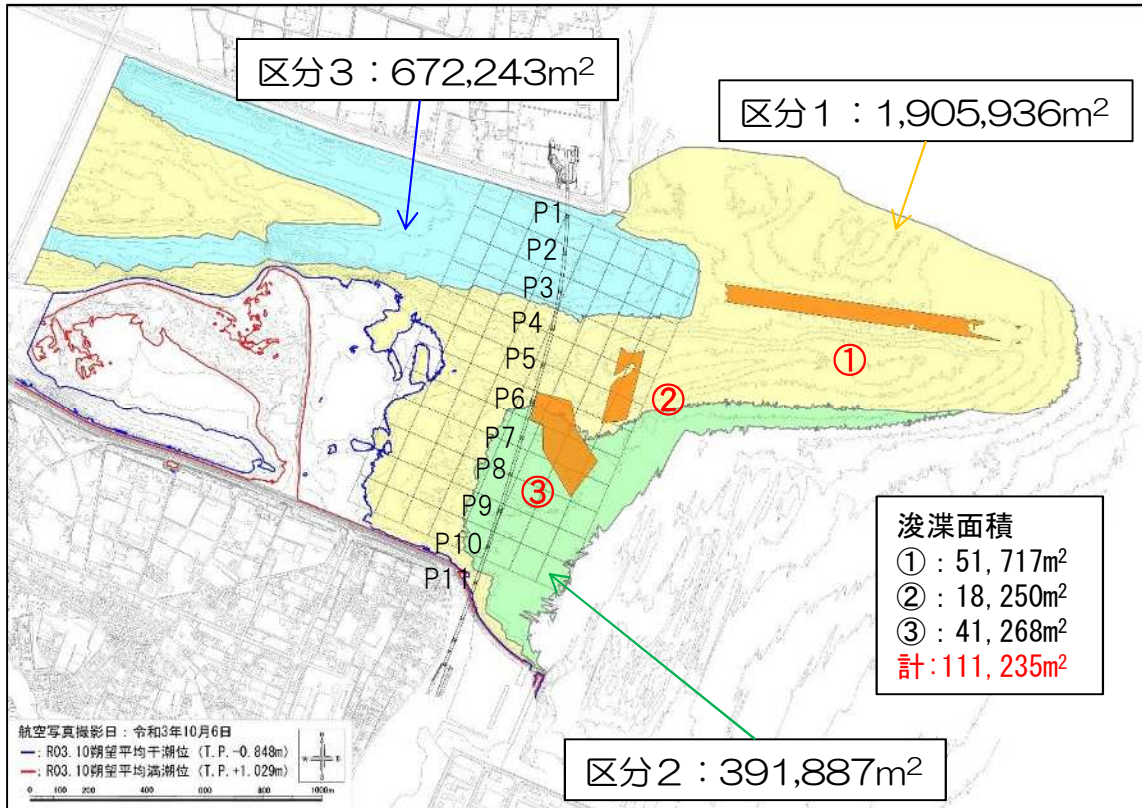 区分3：672,243m²
区分1：1,905,936m²
P1
P2
P3
P4
P5
P6
P7
P8
P9
P10
P11
①
②
③
浚渫面積
①：51,717m²
②：18,250m²
③：41,268m²
計:111,235m²
区分2：391,887m²
航空写真撮影日：令和3年10月6日
―：R03.10朔望平均干潮位（T.P.-0.848m）
―：R03.10朔望平均満潮位（T.P.+1.029m）
N
W
E
S
0 100 200 400 600 800 1000m